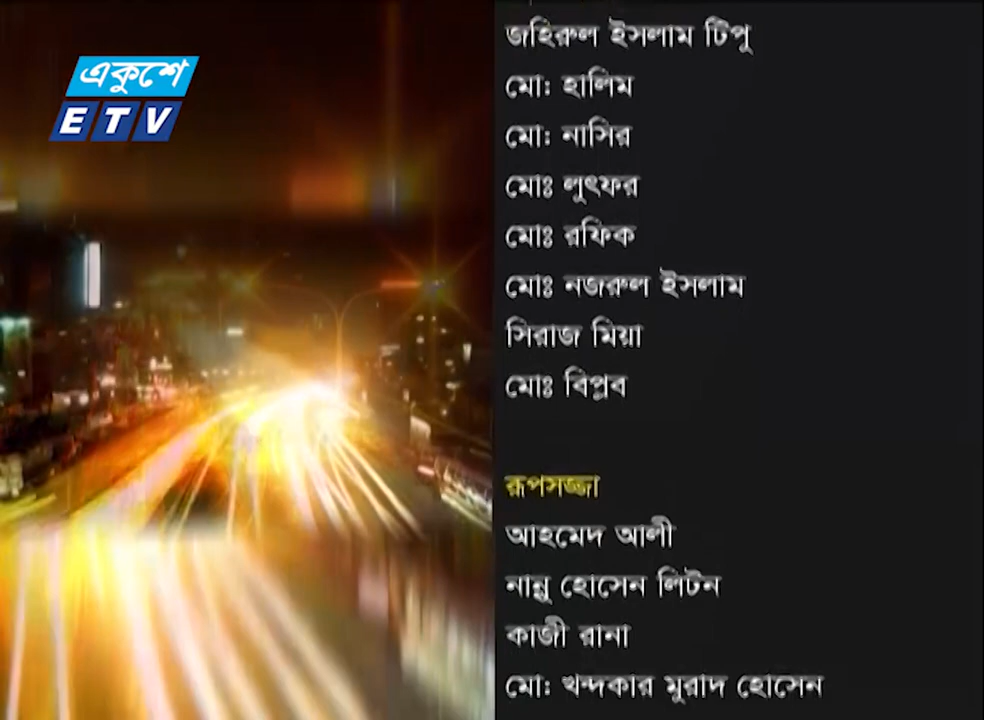 একুশে
ETV
জহিরুল ইসলাম টিপু
মো: হালিম
মো: নাসির
মোঃ লুৎফর
মোঃ রফিক
মোঃ নজরুল ইসলাম
সিরাজ মিয়া
মোঃ বিপ্লব
রূপসজ্জা
আহমেদ আলী
নান্নু হোসেন লিটন
কাজী রানা
মো: খন্দকার মুরাদ হোসেন